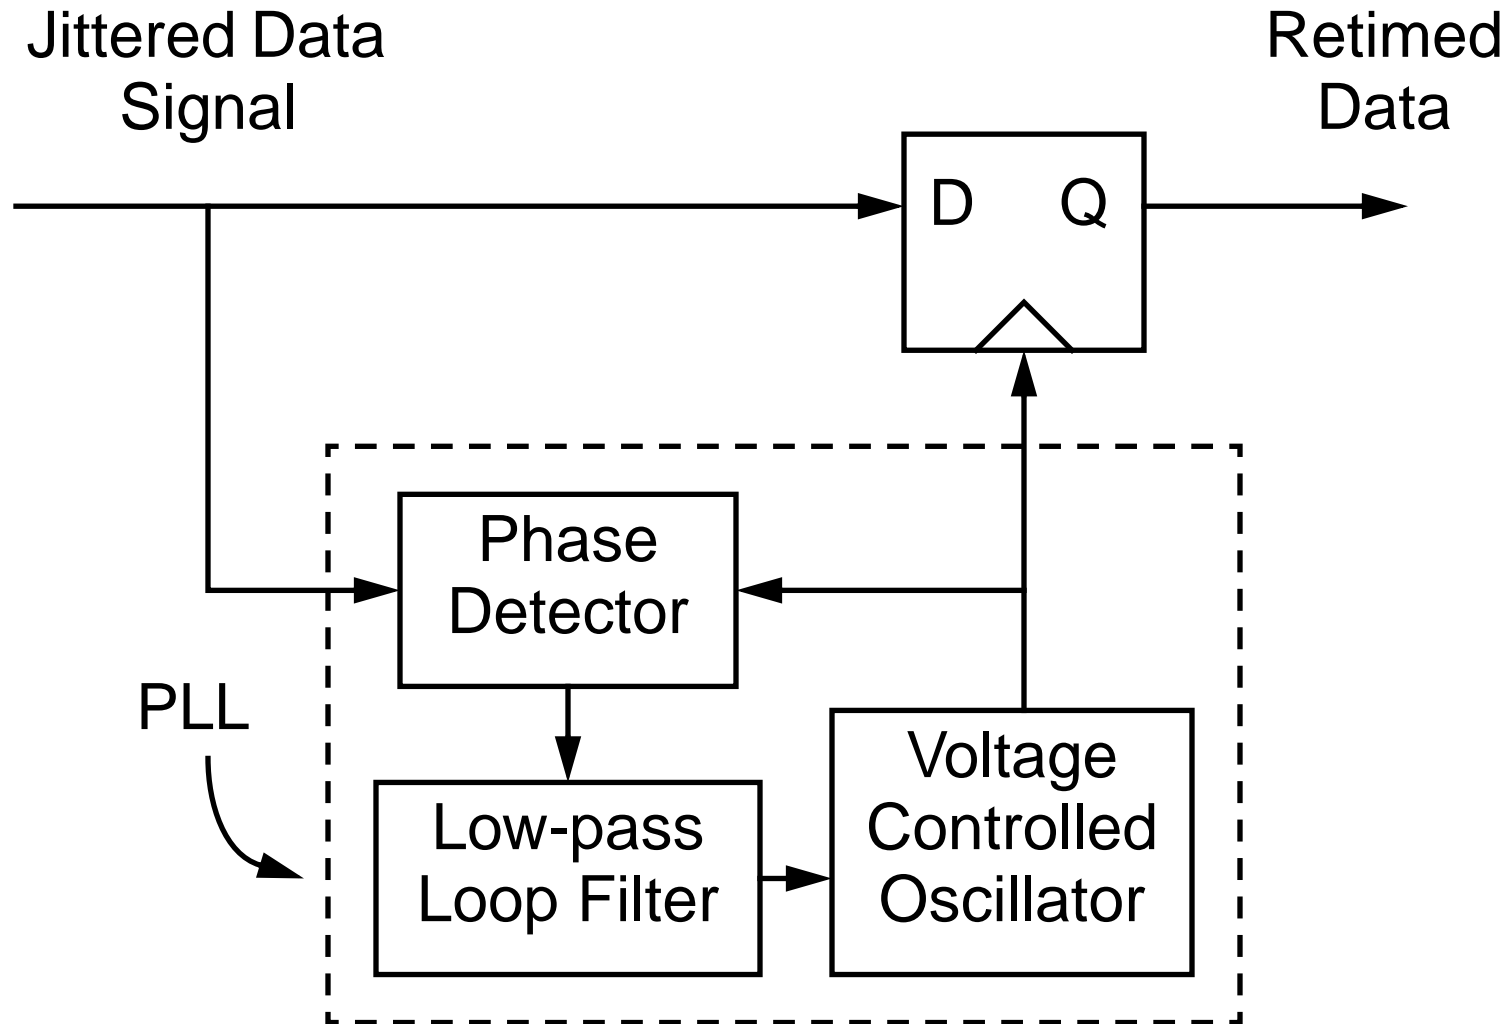 Jittered Data
Signal
Retimed
Data
D Q
Phase
Detector
PLL
Voltage
Controlled
Oscillator
Low-pass
Loop Filter